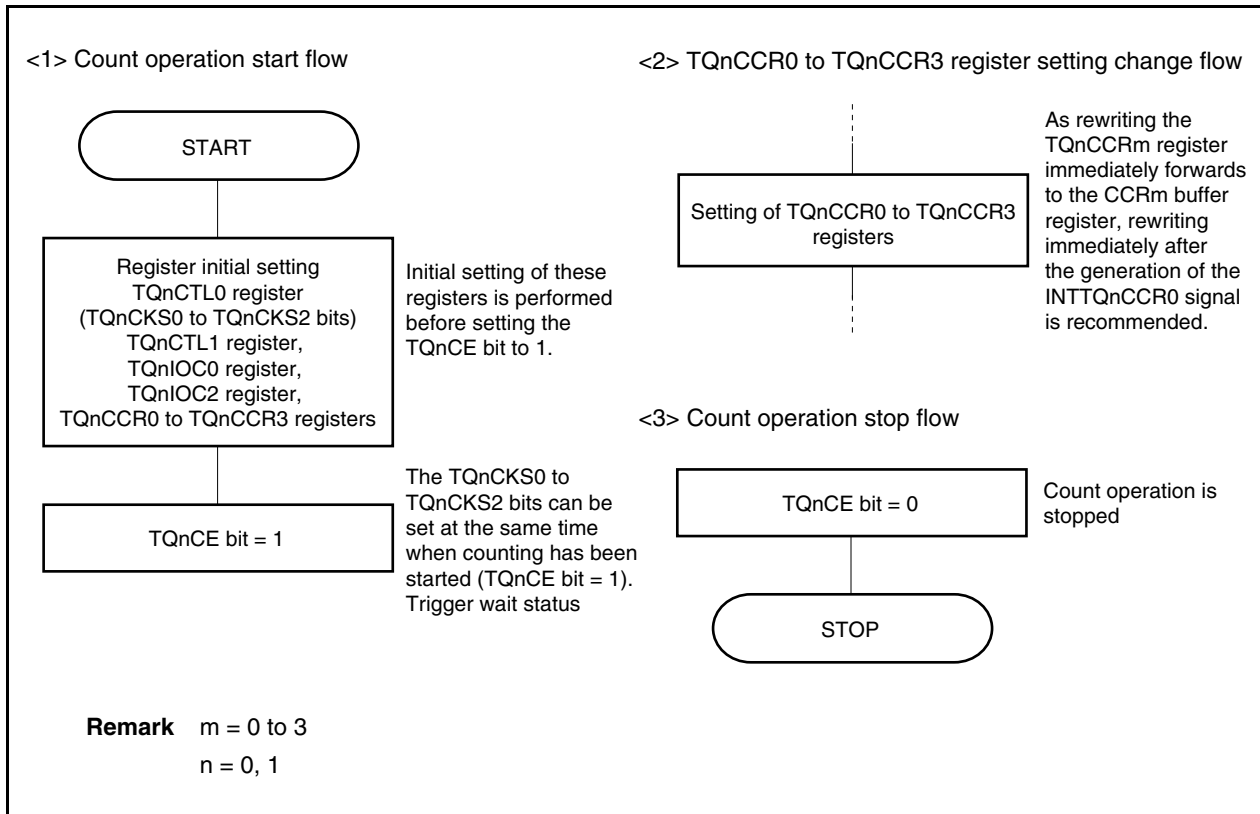 <1> Count operation start flow
START
Register initial setting
TQnCTL0 register
(TQnCKS0 to TQnCKS2 bits)
TQnCTL1 register,
TQnIOC0 register,
TQnIOC2 register,
TQnCCR0 to TQnCCR3 registers
Initial setting of these
registers is performed
before setting the
TQnCE bit to 1.
TQnCE bit = 1
The TQnCKS0 to
TQnCKS2 bits can be
set at the same time
when counting has been
started (TQnCE bit = 1).
Trigger wait status
<2> TQnCCR0 to TQnCCR3 register setting change flow
Setting of TQnCCR0 to TQnCCR3
registers
As rewriting the
TQnCCRm register
immediately forwards
to the CCRm buffer
register, rewriting
immediately after
the generation of the
INTTQnCCR0 signal
is recommended.
<3> Count operation stop flow
TQnCE bit = 0
Count operation is
stopped
STOP
Remark m = 0 to 3
n = 0, 1